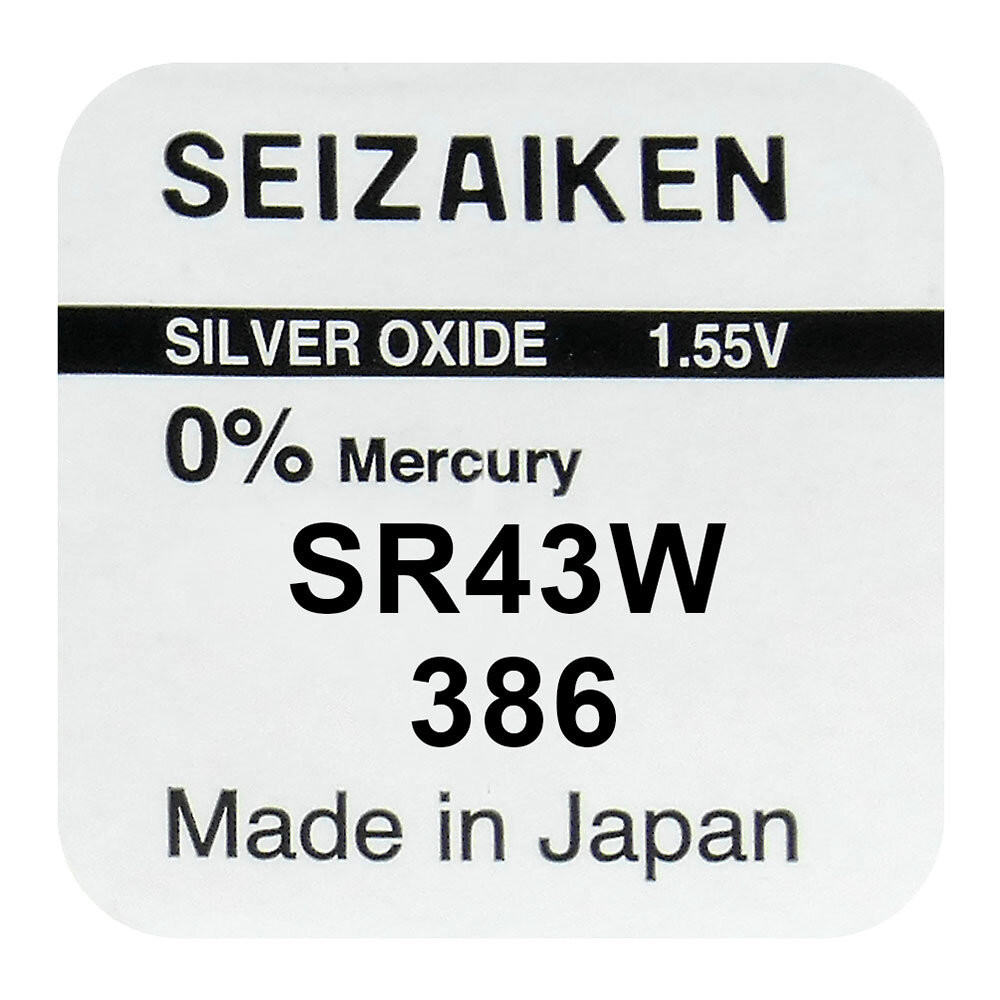 SEIZAIKEN
SILVER OXIDE 1.55V
0% Mercury
SR43W
386
Made in Japan